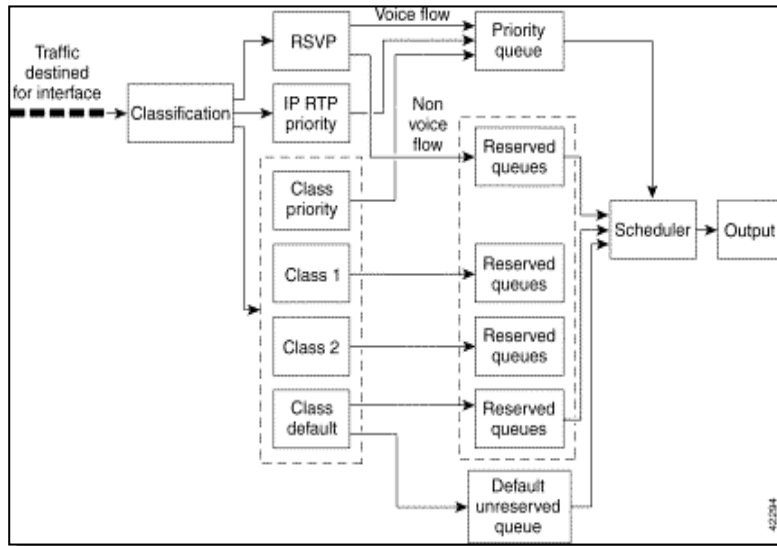 Traffic
destined
for interface
Classification
RSVP
IP RTP
priority
Class
priority
Class 1
Class 2
Class
default
Voice flow
Non
voice
flow
Priority
queue
Reserved
queues
Reserved
queues
Reserved
queues
Reserved
queues
Default
unreserved
queue
Scheduler
Output
42294